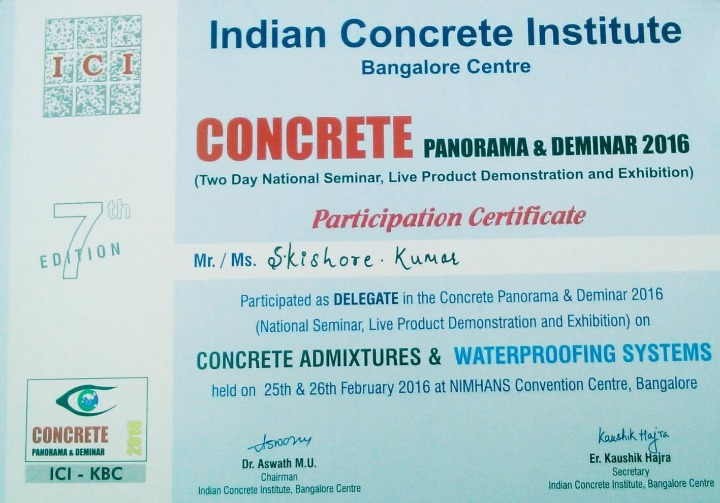 ICI
Indian Concrete Institute
Bangalore Centre
CONCRETE PANORAMA & DEMINAR 2016
(Two Day National Seminar, Live Product Demonstration and Exhibition)
7th
EDITION
Participation Certificate
Mr. / Ms. S.kishore. Kumar
Participated as DELEGATE in the Concrete Panorama & Deminar 2016
(National Seminar, Live Product Demonstration and Exhibition) on
CONCRETE ADMIXTURES & WATERPROOFING SYSTEMS
held on 25th & 26th February 2016 at NIMHANS Convention Centre, Bangalore
CONCRETE
PANORAMA & DEMINAR
2016
ICI - KBC
Aswath
Dr. Aswath M.U.
Chairman
Indian Concrete Institute, Bangalore Centre
Kaushik Hajra
Er. Kaushik Hajra
Secretary
Indian Concrete Institute, Bangalore Centre